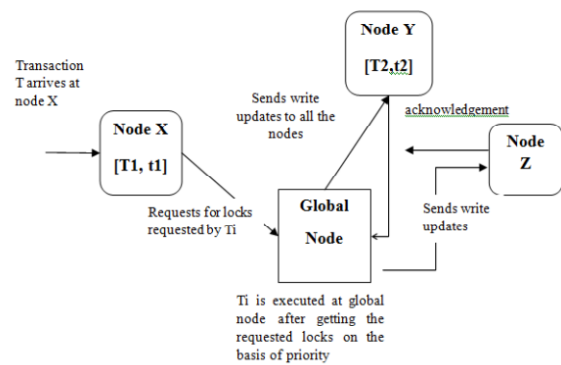 Transaction
T arrives at
node X
Node X
[T1, t1]
Node Y
[T2,t2]
Sends write
updates to all the
nodes
acknowledgement
Node
Z
Requests for locks
requested by Ti
Global
Node
Sends write
updates
Ti is executed at global
node after getting the
requested locks on the
basis of priority